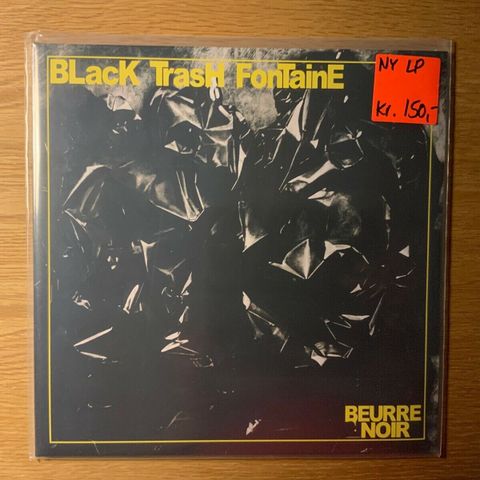 BLacK TrasH FonTainE
NY LP
Kr. 150,-
BEURRE
NOIR